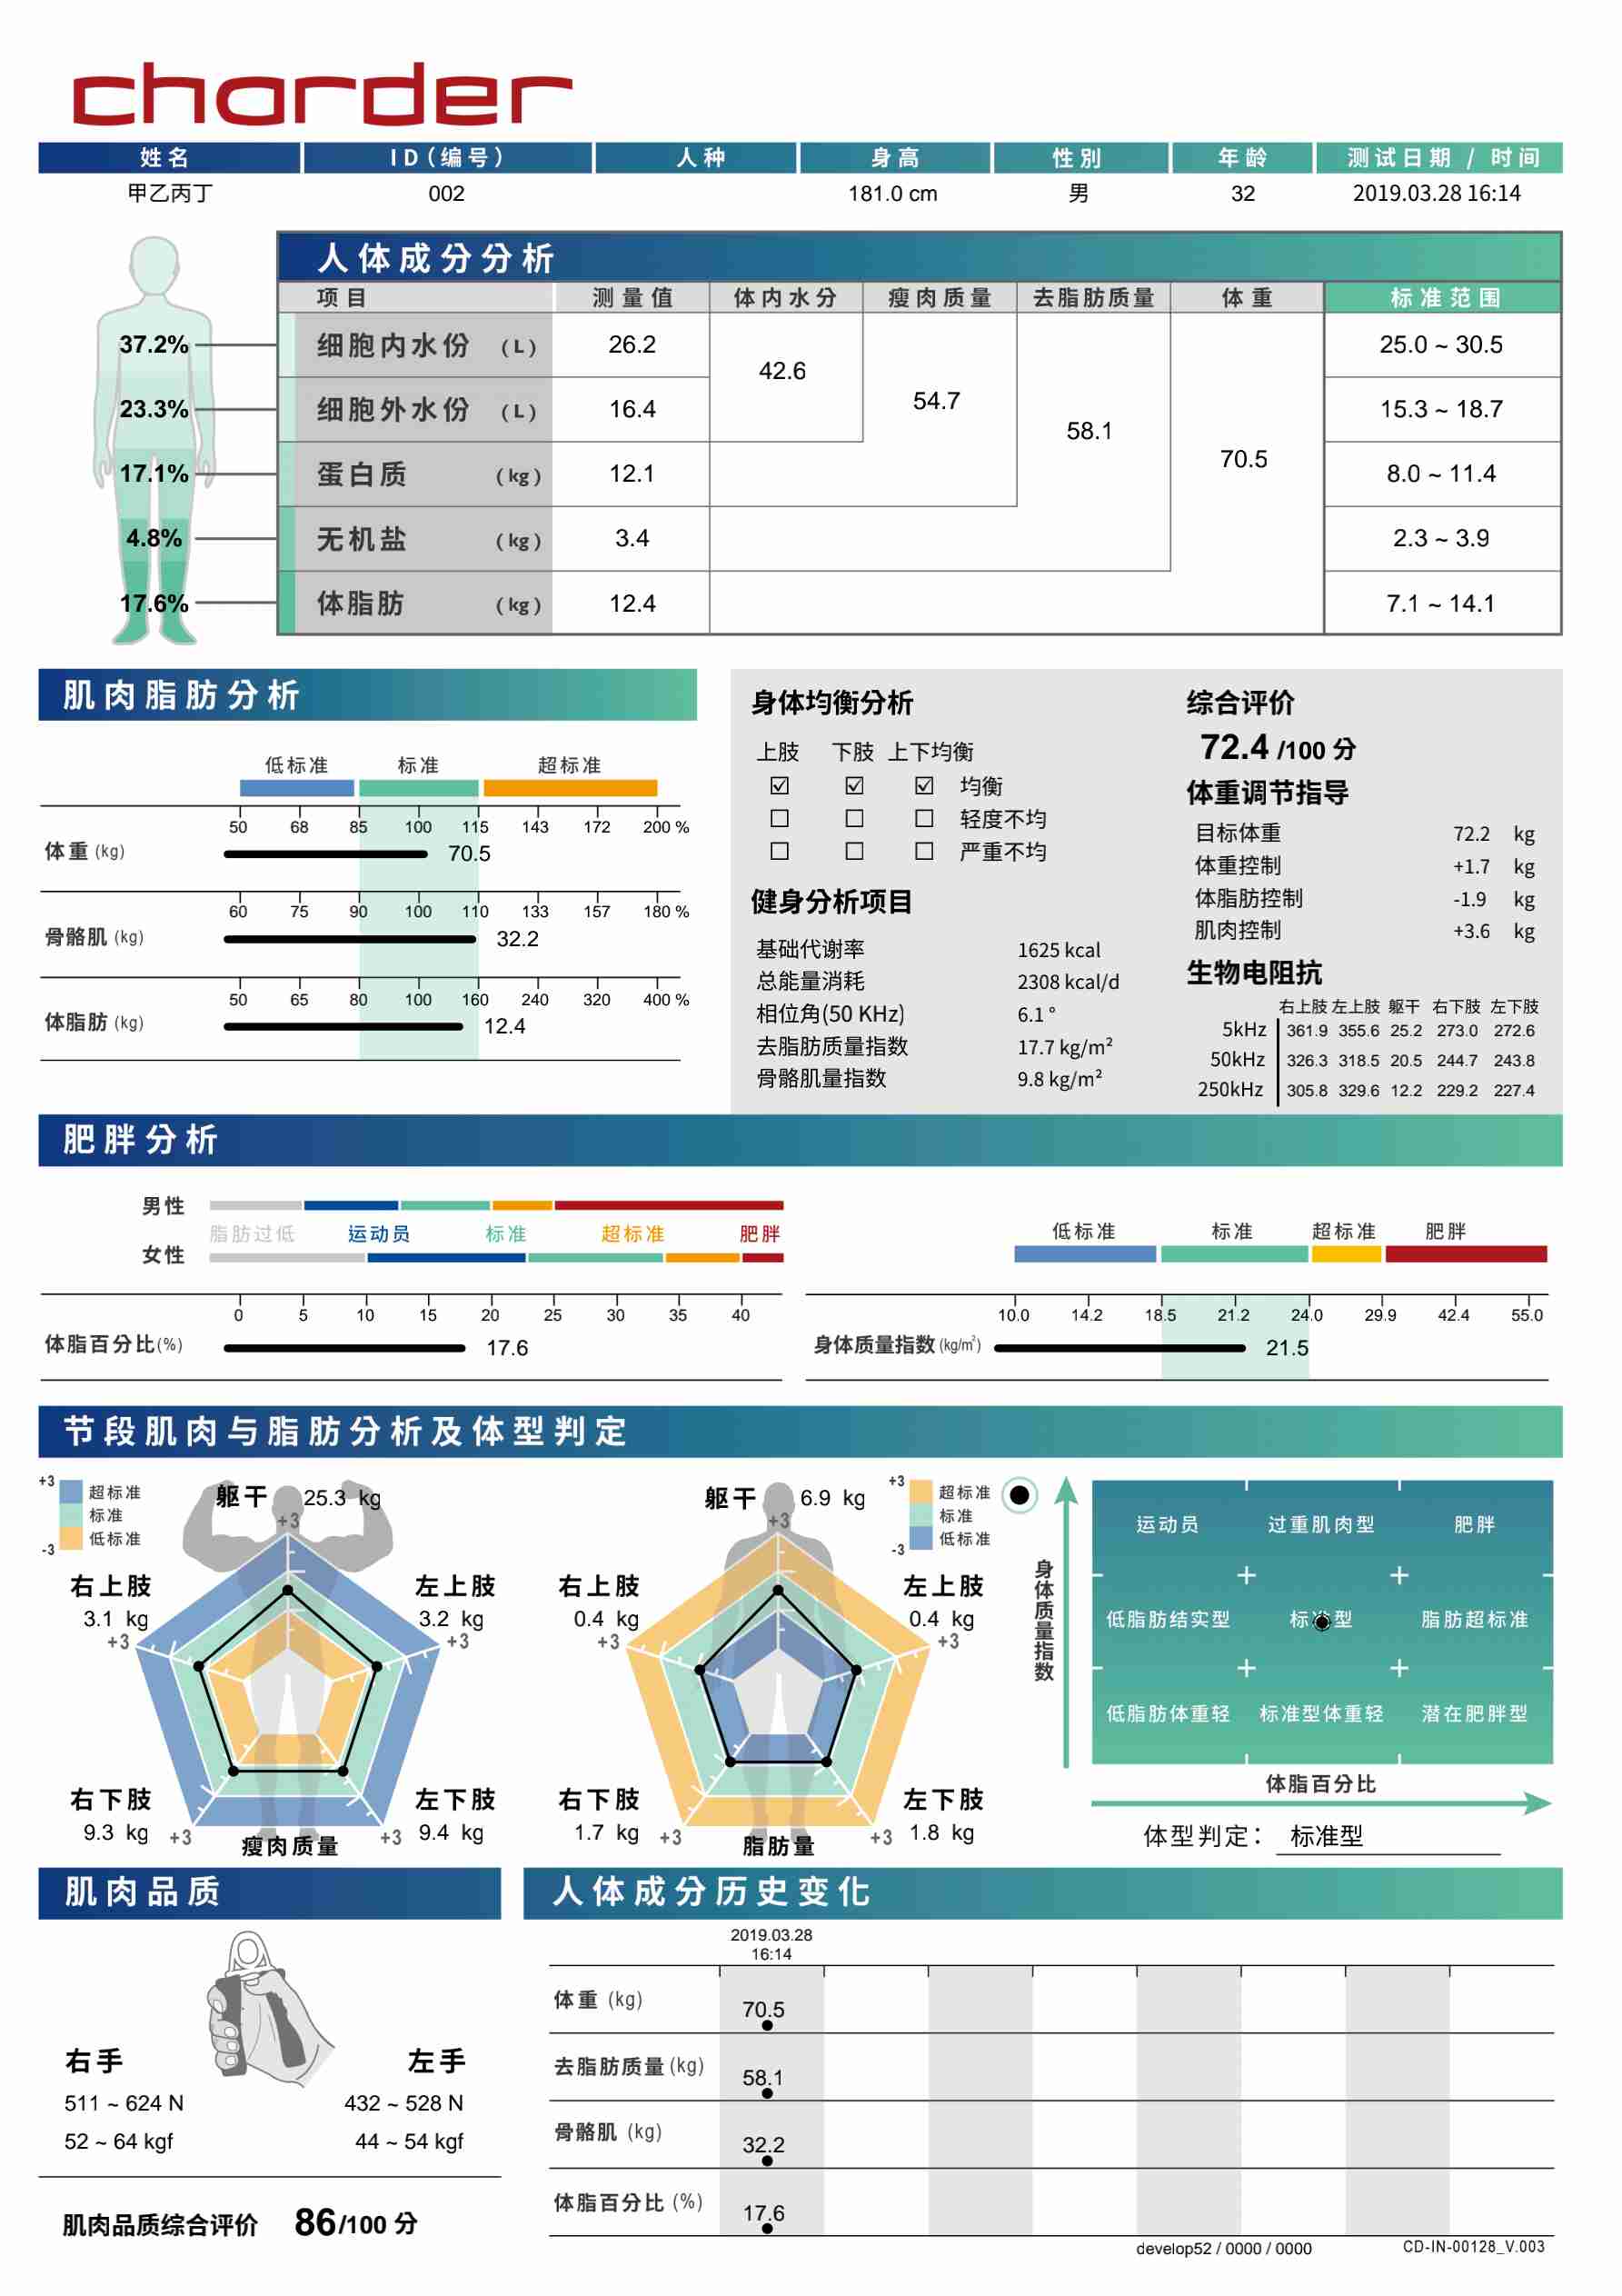 charder
姓名 ID(编号) 人种 身高 性別 年龄 测试日期 / 时间
甲乙丙丁 002 181.0 cm 男 32 2019.03.28 16:14
人体成分分析
项目 测量值 体内水分 瘦肉质量 去脂肪质量 体重 标准范围
37.2% 细胞内水份 (L) 26.2 25.0 ~ 30.5
42.6
23.3% 细胞外水份 (L) 16.4 54.7 15.3 ~ 18.7
58.1
17.1% 蛋白质 (kg) 12.1 70.5 8.0 ~ 11.4
4.8% 无机盐 (kg) 3.4 2.3 ~ 3.9
17.6% 体脂肪 (kg) 12.4 7.1 ~ 14.1
肌肉脂肪分析
低标准 标准 超标准
50 68 85 100 115 143 172 200 %
体重 (kg) 70.5
60 75 90 100 110 133 157 180 %
骨骼肌 (kg) 32.2
50 65 80 100 160 240 320 400 %
体脂肪 (kg) 12.4
身体均衡分析
上肢 下肢 上下均衡
☑ ☑ ☑ 均衡
☐ ☐ ☐ 轻度不均
☐ ☐ ☐ 严重不均
健身分析项目
基础代谢率 1625 kcal
总能量消耗 2308 kcal/d
相位角(50 KHz) 6.1 °
去脂肪质量指数 17.7 kg/m²
骨骼肌量指数 9.8 kg/m²
综合评价
72.4 /100 分
体重调节指导
目标体重 72.2 kg
体重控制 +1.7 kg
体脂肪控制 -1.9 kg
肌肉控制 +3.6 kg
生物电阻抗
右上肢 左上肢 躯干 右下肢 左下肢
5kHz 361.9 355.6 25.2 273.0 272.6
50kHz 326.3 318.5 20.5 244.7 243.8
250kHz 305.8 329.6 12.2 229.2 227.4
肥胖分析
男性
脂肪过低 运动员 标准 超标准 肥胖
女性
0 5 10 15 20 25 30 35 40
体脂百分比(%) 17.6
低标准 标准 超标准 肥胖
10.0 14.2 18.5 21.2 24.0 29.9 42.4 55.0
身体质量指数 (kg/m²) 21.5
节段肌肉与脂肪分析及体型判定
+3 超标准
标准
-3 低标准
躯干 25.3 kg
+3
右上肢 左上肢
3.1 kg 3.2 kg
+3 +3
右下肢 左下肢
9.3 kg 9.4 kg
+3 +3
瘦肉质量
躯干 6.9 kg
+3
+3 超标准
标准
-3 低标准
右上肢 左上肢
0.4 kg 0.4 kg
+3 +3
右下肢 左下肢
1.7 kg 1.8 kg
+3 +3
脂肪量
身体质量指数
运动员 过重肌肉型 肥胖
低脂肪结实型 标准型 脂肪超标准
低脂肪体重轻 标准型体重轻 潜在肥胖型
体脂百分比
体型判定: 标准型
肌肉品质
右手 左手
511 ~ 624 N 432 ~ 528 N
52 ~ 64 kgf 44 ~ 54 kgf
肌肉品质综合评价 86/100 分
人体成分历史变化
2019.03.28
16:14
体重 (kg) 70.5
去脂肪质量 (kg) 58.1
骨骼肌 (kg) 32.2
体脂百分比 (%) 17.6
develop52 / 0000 / 0000 CD-IN-00128_V.003